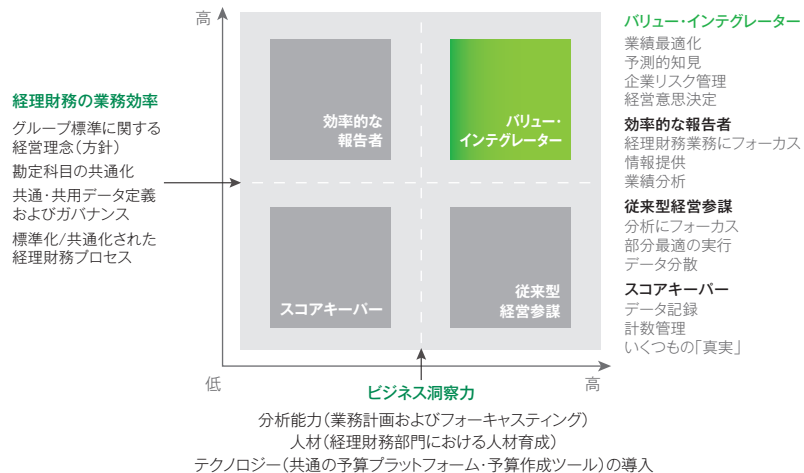 高
経理財務の業務効率
グループ標準に関する
経営理念（方針）
勘定科目の共通化
共通・共用データ定義
およびガバナンス
標準化/共通化された
経理財務プロセス
効率的な
報告者
バリュー・
インテグレーター
スコアキーパー
従来型
経営参謀
バリュー・インテグレーター
業績最適化
予測的知見
企業リスク管理
経営意思決定
効率的な報告者
経理財務業務にフォーカス
情報提供
業績分析
従来型経営参謀
分析にフォーカス
部分最適の実行
データ分散
スコアキーパー
データ記録
計数管理
いくつもの「真実」
低
高
ビジネス洞察力
分析能力（業務計画およびフォーキャスティング）
人材（経理財務部門における人材育成）
テクノロジー（共通の予算プラットフォーム・予算作成ツール）の導入